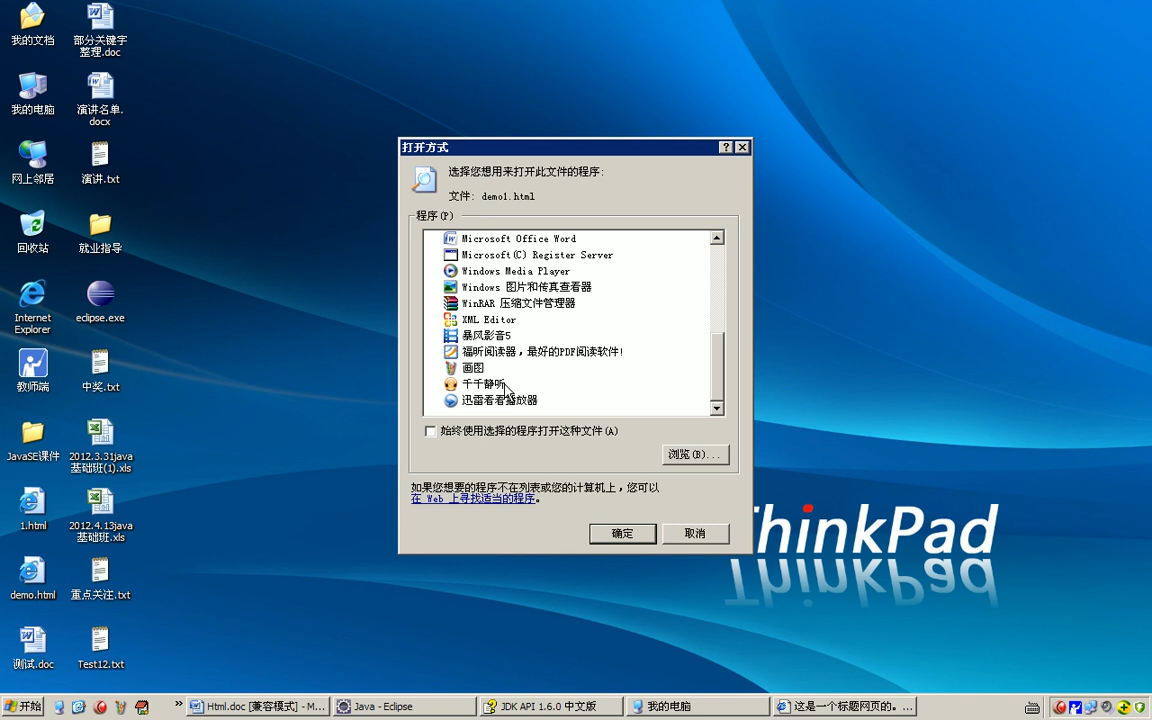 我的文档
部分关键字
整理.doc
我的电脑
演讲名单.
docx
网上邻居
演讲.txt
回收站
就业指导
Internet
Explorer
eclipse.exe
教师端
中奖.txt
JavaSE课件
2012.3.31java
基础班(1).xls
1.html
2012.4.13java
基础班.xls
demo.html
重点关注.txt
测试.doc
Test12.txt
打开方式
选择您想用来打开此文件的程序:
文件: demo1.html
程序(P)
Microsoft Office Word
Microsoft(C) Register Server
Windows Media Player
Windows 图片和传真查看器
WinRAR 压缩文件管理器
XML Editor
暴风影音5
福昕阅读器，最好的PDF阅读软件!
画图
千千静听
迅雷看看播放器
始终使用选择的程序打开这种文件(A)
浏览(B)...
如果您想要的程序不在列表或您的计算机上，您可以
在 Web 上寻找适当的程序。
确定
取消
ThinkPad
开始
Html.doc [兼容模式] - M...
Java - Eclipse
JDK API 1.6.0 中文版
我的电脑
这是一个标题网页的。...